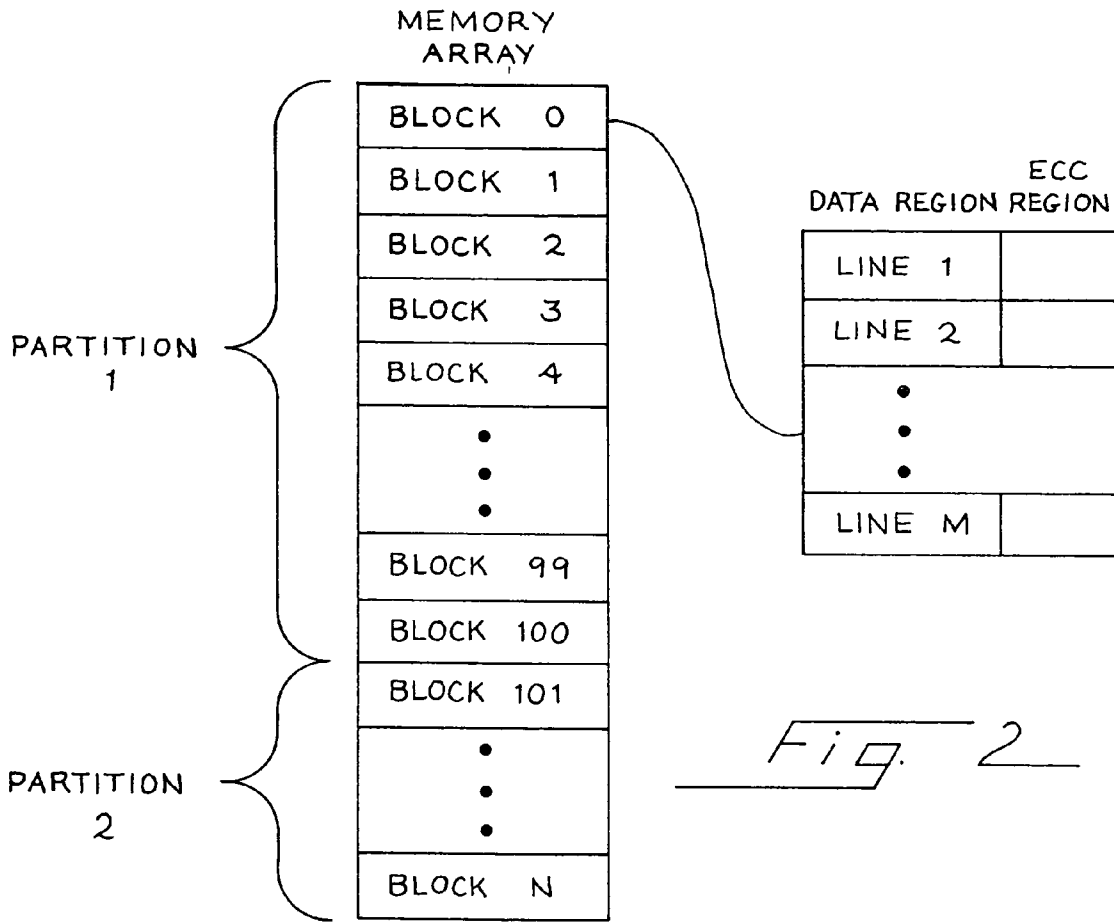 MEMORY
ARRAY
BLOCK 0
BLOCK 1
BLOCK 2
BLOCK 3
BLOCK 4
BLOCK 99
BLOCK 100
BLOCK 101
BLOCK N
PARTITION
1
PARTITION
2
ECC
DATA REGION REGION
LINE 1
LINE 2
LINE M
Fig. 2